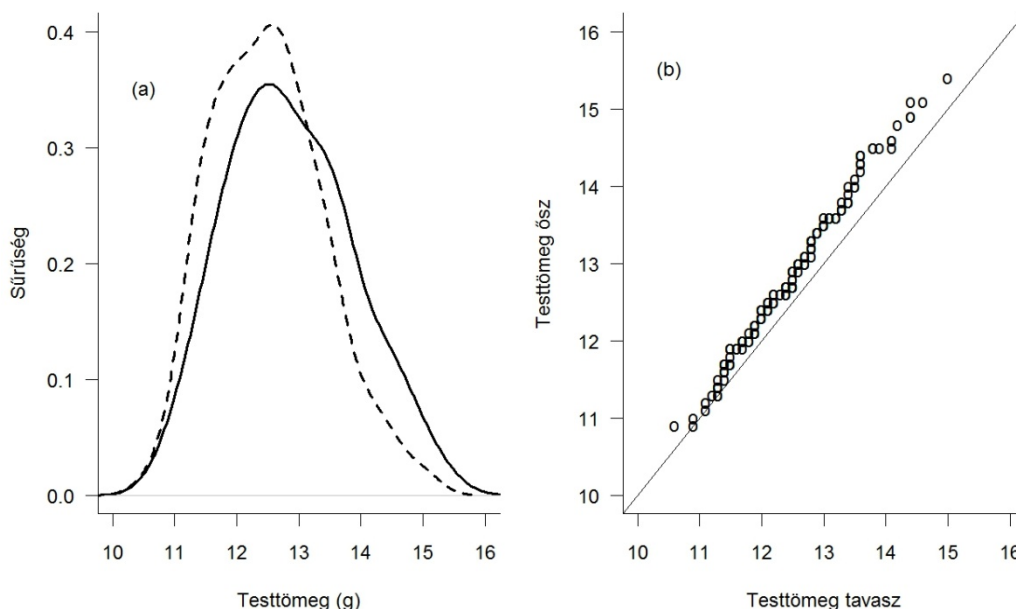 (a)
Sűrűség
0.4
0.3
0.2
0.1
0.0
10 11 12 13 14 15 16
Testtömeg (g)
(b)
Testtömeg ősz
16
15
14
13
12
11
10
10 11 12 13 14 15 16
Testtömeg tavasz